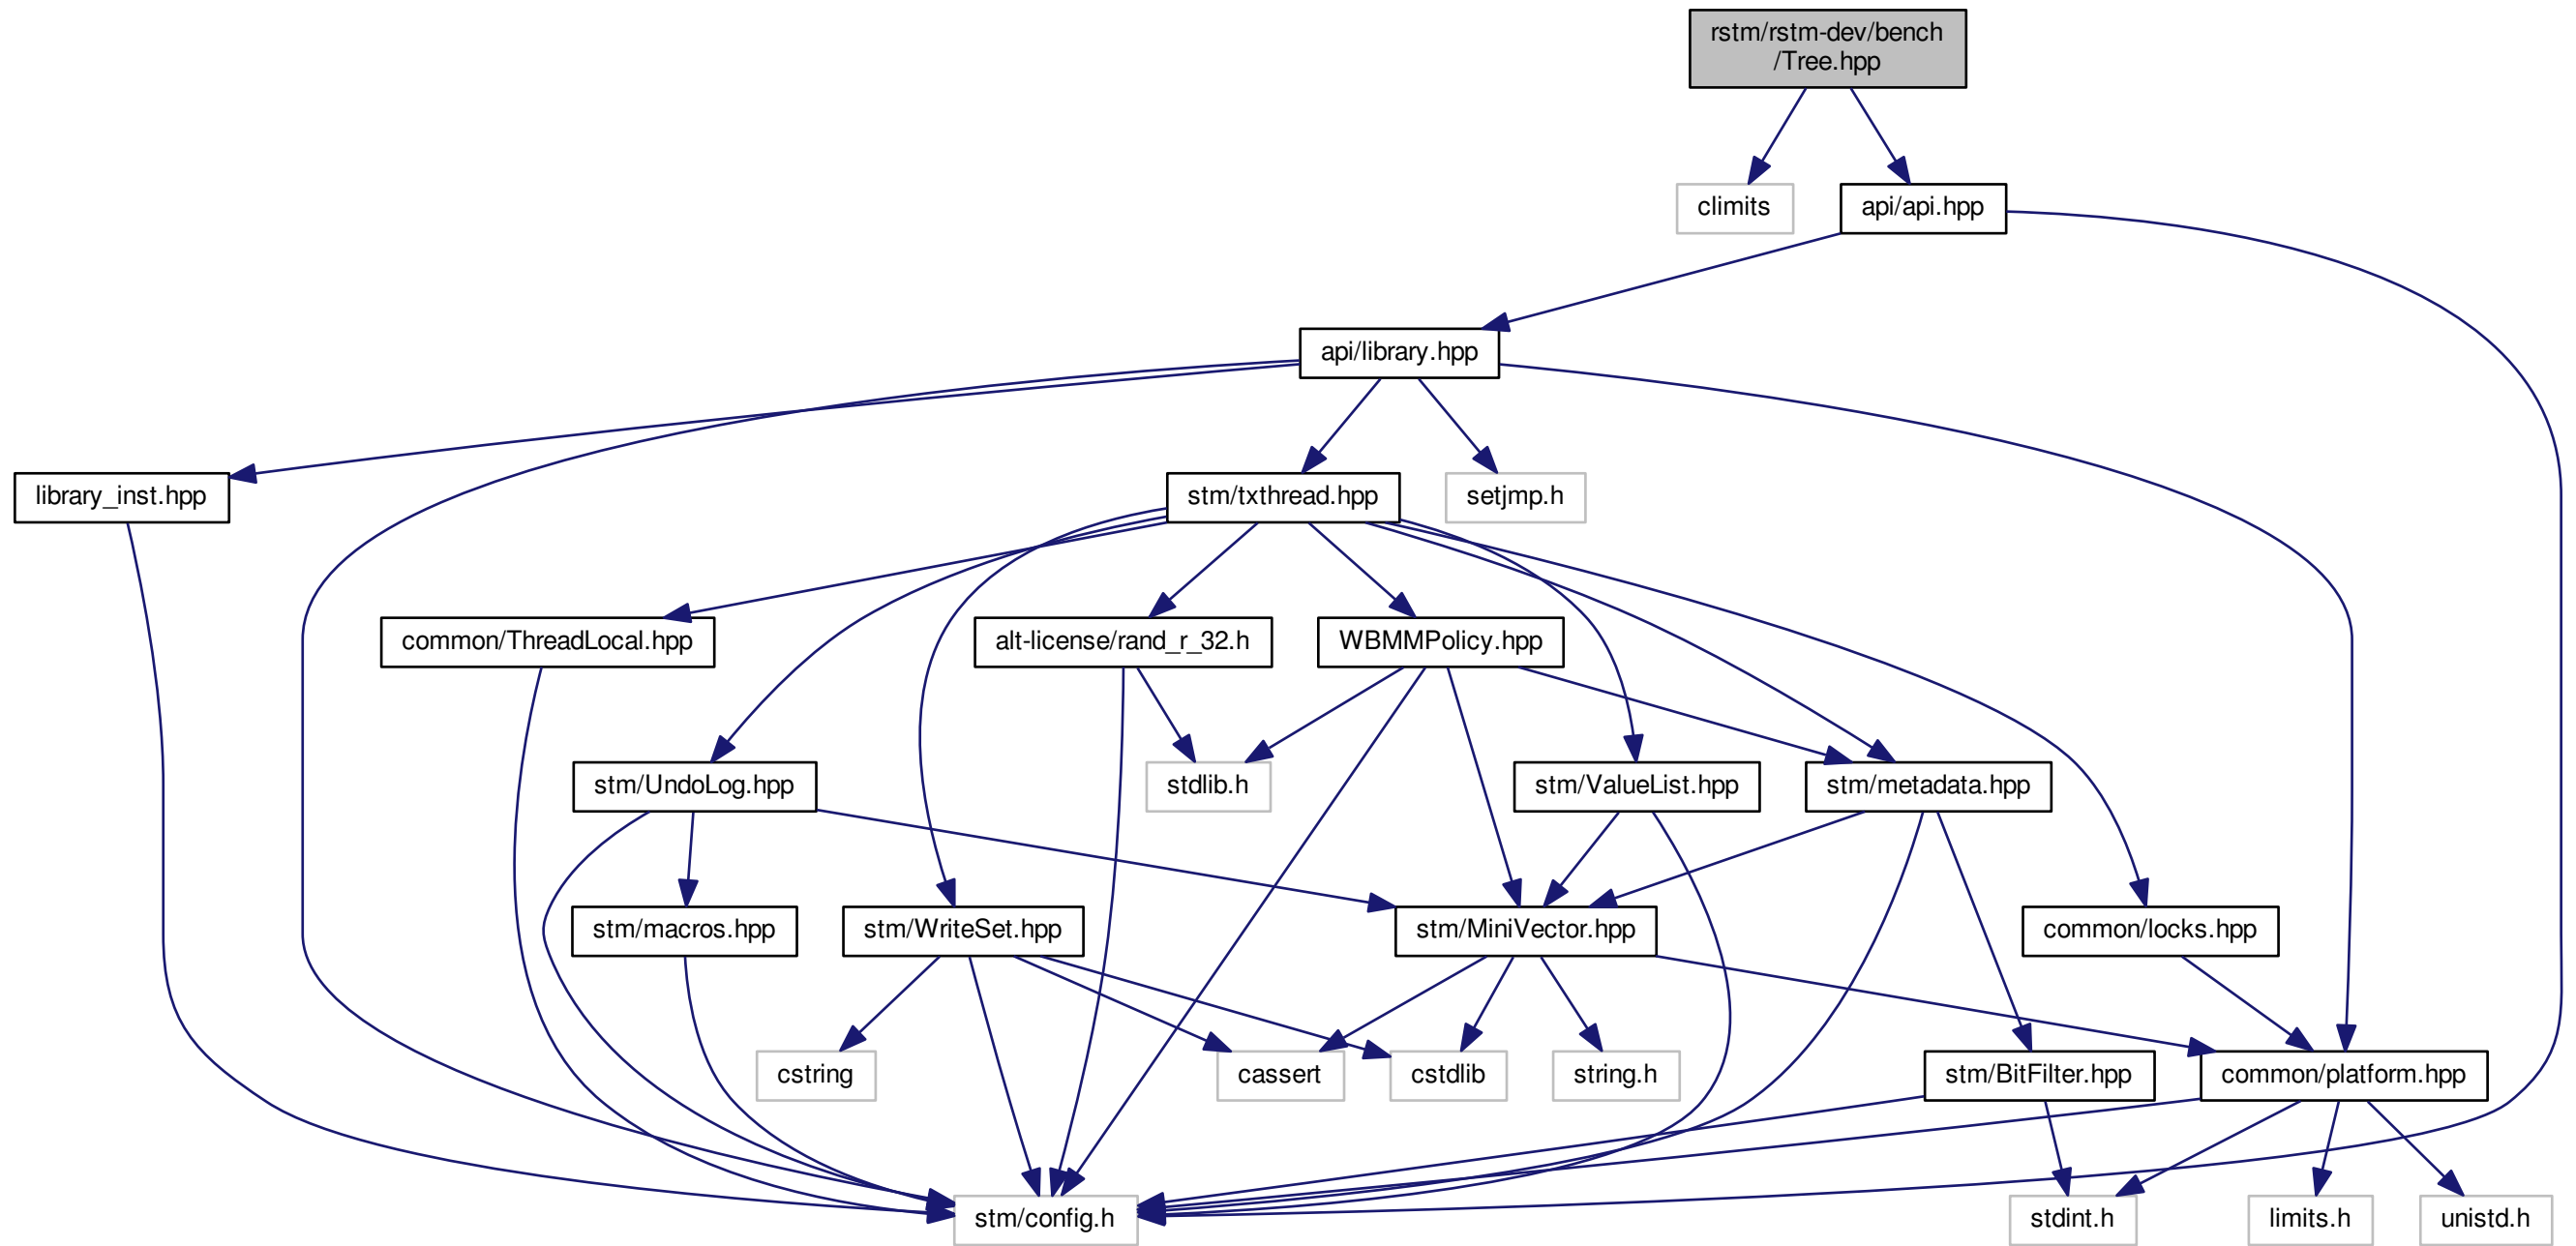 rstm/rstm-dev/bench
/Tree.hpp
climits
api/api.hpp
api/library.hpp
library_inst.hpp
stm/txthread.hpp
setjmp.h
common/ThreadLocal.hpp
alt-license/rand_r_32.h
WBMMPolicy.hpp
stm/UndoLog.hpp
stdlib.h
stm/ValueList.hpp
stm/metadata.hpp
stm/macros.hpp
stm/WriteSet.hpp
stm/MiniVector.hpp
common/locks.hpp
cstring
cassert
cstdlib
string.h
stm/BitFilter.hpp
common/platform.hpp
stm/config.h
stdint.h
limits.h
unistd.h